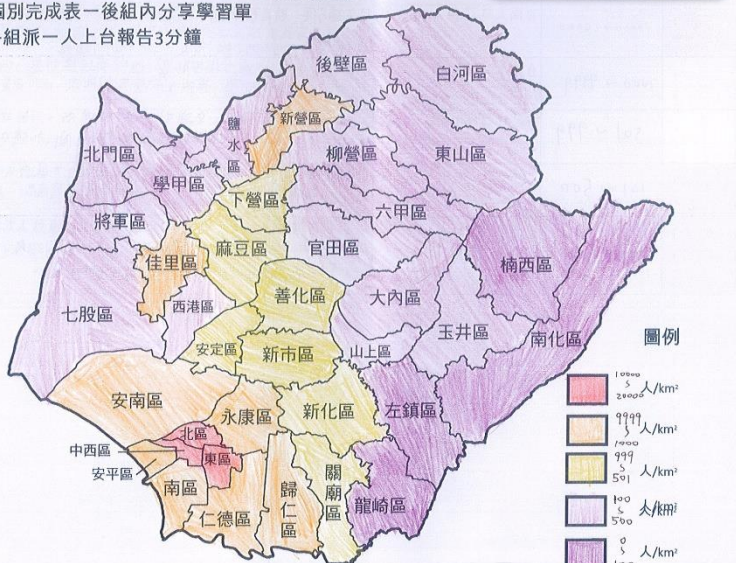 個別完成表一後組內分享學習單
組派一人上台報告3分鐘
後壁區
白河區
新營區
鹽水區
北門區
柳營區
東山區
學甲區
下營區
將軍區
六甲區
麻豆區
官田區
佳里區
楠西區
善化區
大內區
西港區
七股區
玉井區
南化區
安定區
新市區
山上區
圖例
安南區
永康區
新化區
左鎮區
北區
中西區
東區
安平區
南區
歸仁區
關廟區
龍崎區
仁德區
10000
20000
人/km²
9999
1000
人/km²
999
501
人/km²
100
500
人/km²
0
人/km²